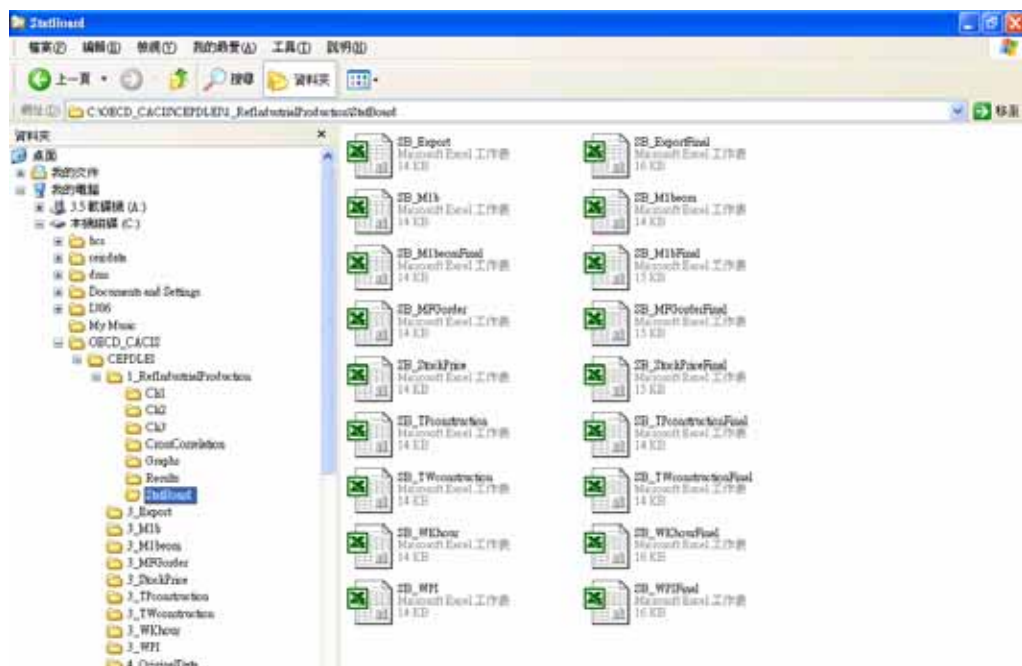 StatBoard
檔案(F) 編輯(E) 檢視(V) 我的最愛(A) 工具(T) 說明(H)
上一頁 搜尋 資料夾
網址(D) C:\OECD_CACIS\CEPDLEI\1_RefIndustrialProduction\StatBoard 移至
資料夾
桌面
我的文件
我的電腦
3.5 軟碟機 (A:)
本機磁碟 (C:)
bcs
cepdata
Documents and Settings
My Music
OECD_CACIS
CEPDLEI
1_RefIndustrialProduction
Ch1
Ch2
Ch3
CrossCorrelation
Graphs
Results
StatBoard
3_Export
3_M1b
3_M1beom
3_MFGorder
3_StockPrice
3_TPconstruction
3_TWconstruction
3_WKhour
3_WPI
4_OriginalData
SB_Export
Microsoft Excel 工作表
14 KB
SB_ExportFinal
Microsoft Excel 工作表
16 KB
SB_M1b
Microsoft Excel 工作表
14 KB
SB_M1beom
Microsoft Excel 工作表
14 KB
SB_M1beomFinal
Microsoft Excel 工作表
14 KB
SB_M1bFinal
Microsoft Excel 工作表
15 KB
SB_MFGorder
Microsoft Excel 工作表
14 KB
SB_MFGorderFinal
Microsoft Excel 工作表
15 KB
SB_StockPrice
Microsoft Excel 工作表
14 KB
SB_StockPriceFinal
Microsoft Excel 工作表
15 KB
SB_TPconstruction
Microsoft Excel 工作表
14 KB
SB_TPconstructionFinal
Microsoft Excel 工作表
14 KB
SB_TWconstruction
Microsoft Excel 工作表
14 KB
SB_TWconstructionFinal
Microsoft Excel 工作表
14 KB
SB_WKhour
Microsoft Excel 工作表
14 KB
SB_WKhourFinal
Microsoft Excel 工作表
16 KB
SB_WPI
Microsoft Excel 工作表
14 KB
SB_WPIFinal
Microsoft Excel 工作表
16 KB